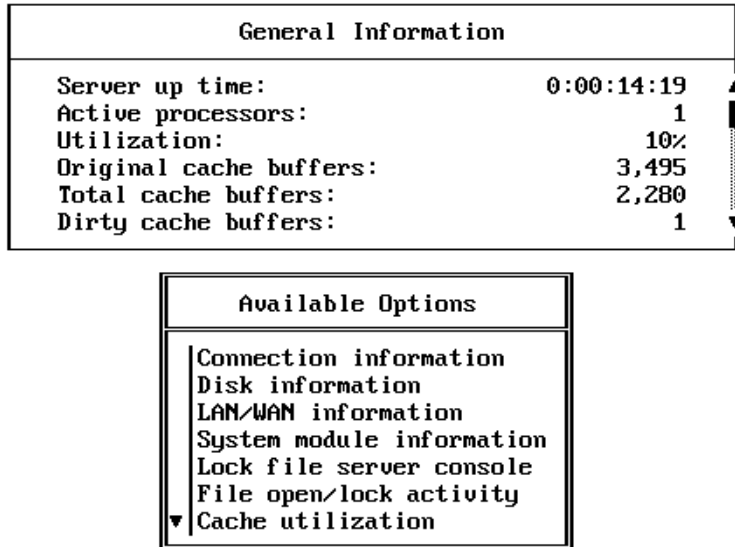 General Information
Server up time: 0:00:14:19
Active processors: 1
Utilization: 10%
Original cache buffers: 3,495
Total cache buffers: 2,280
Dirty cache buffers: 1
Available Options
Connection information
Disk information
LAN/WAN information
System module information
Lock file server console
File open/lock activity
Cache utilization